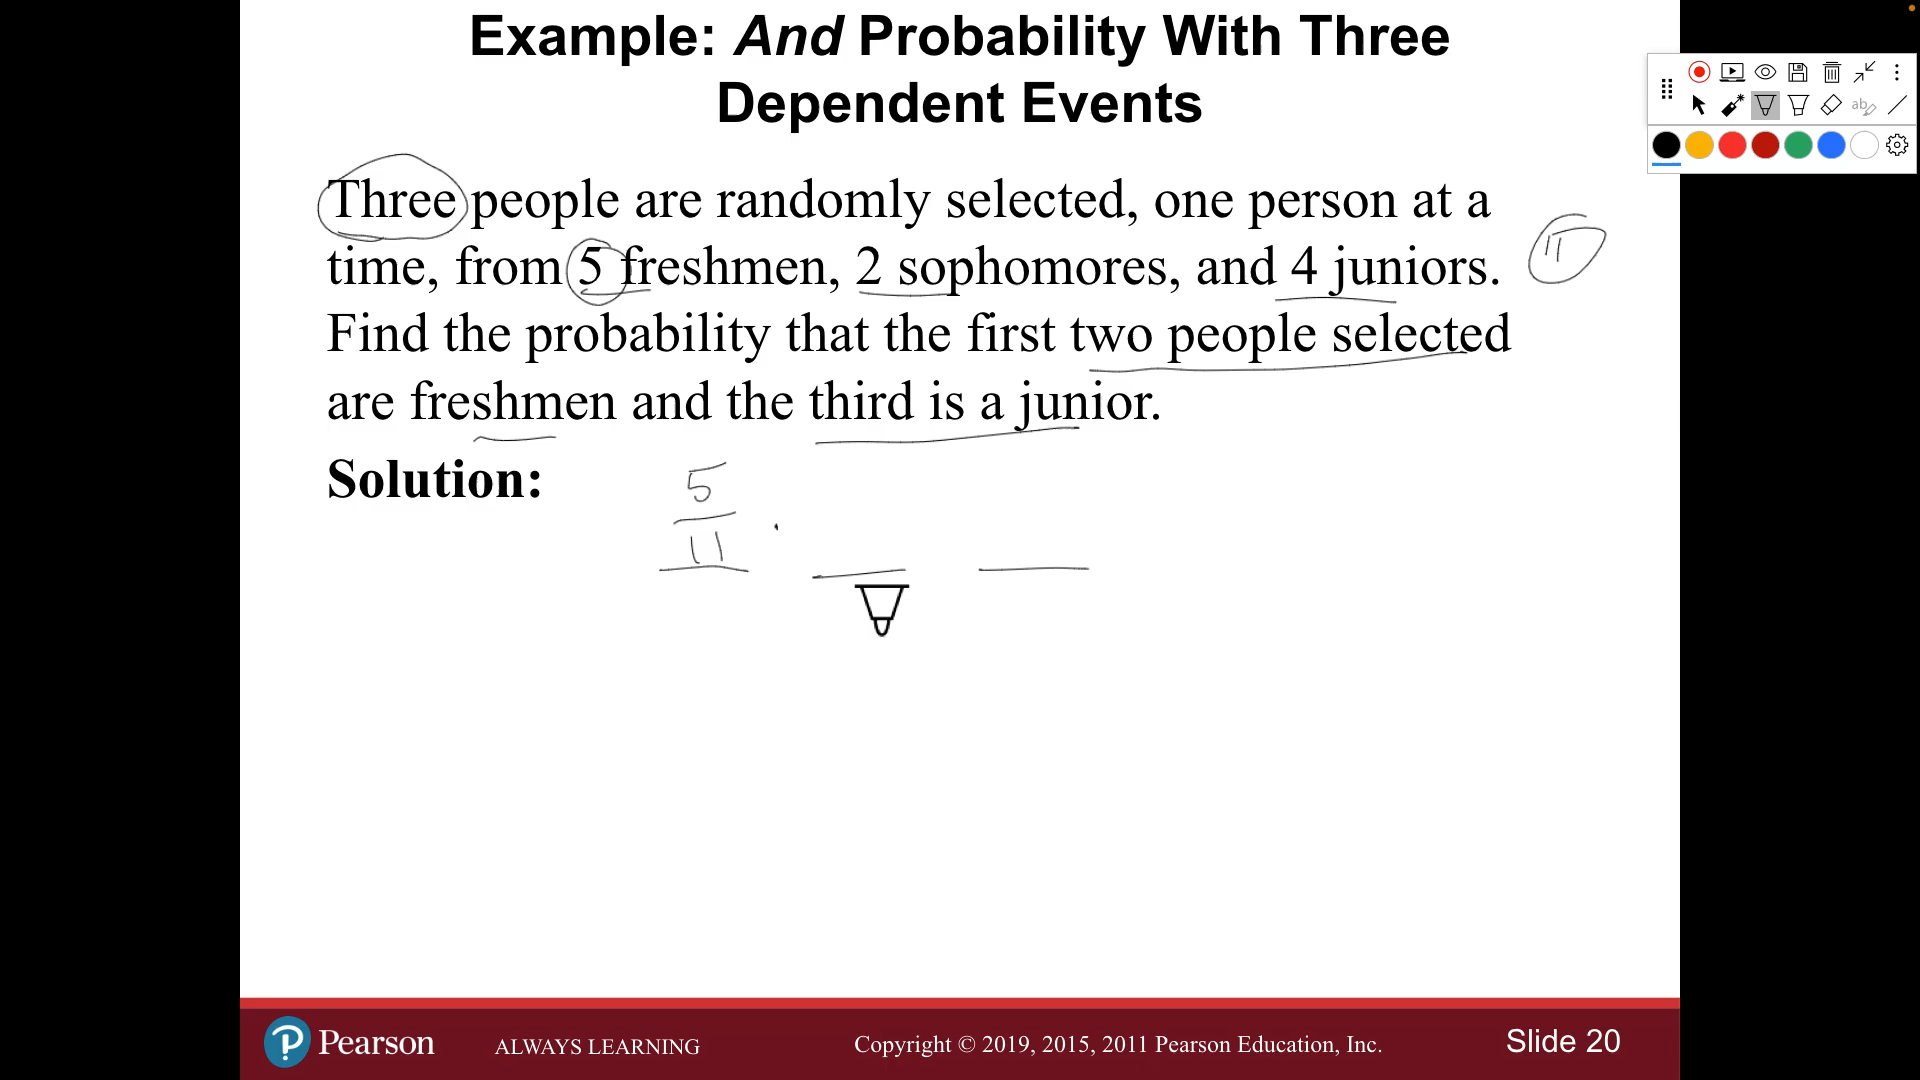 Example: And Probability With Three
Dependent Events
Three people are randomly selected, one person at a
time, from 5 freshmen, 2 sophomores, and 4 juniors.
11
Find the probability that the first two people selected
are freshmen and the third is a junior.
Solution:
5
11
.
Pearson
ALWAYS LEARNING
Copyright © 2019, 2015, 2011 Pearson Education, Inc.
Slide 20
ab